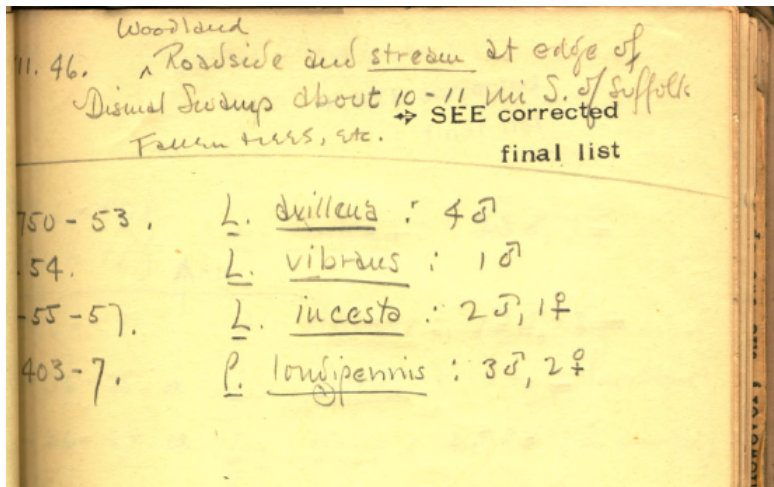 Woodland
11. 46. ^ Roadside and stream at edge of
Dismal Swamp about 10-11 mi S. of Suffolk
→ SEE corrected
Fallen trees, etc.
final list
750-53. L. axillena : 4♂
54. L. vibrans : 1♂
-55-57. L. incesta : 2♂, 1♀
403-7. P. longipennis : 3♂, 2♀